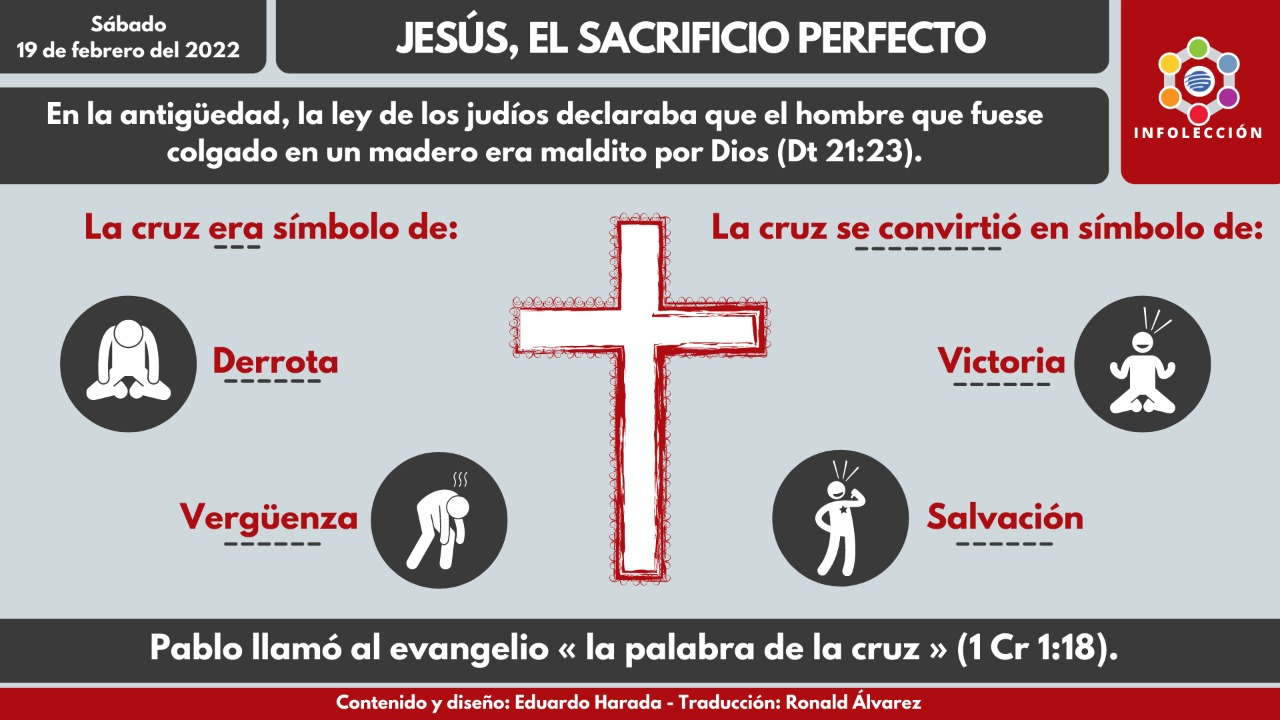 Sábado
19 de febrero del 2022
JESÚS, EL SACRIFICIO PERFECTO
INFOLECCIÓN
En la antigüedad, la ley de los judíos declaraba que el hombre que fuese
colgado en un madero era maldito por Dios (Dt 21:23).
La cruz era símbolo de:
Derrota
Vergüenza
La cruz se convirtió en símbolo de:
Victoria
Salvación
Pablo llamó al evangelio « la palabra de la cruz » (1 Cr 1:18).
Contenido y diseño: Eduardo Harada - Traducción: Ronald Álvarez